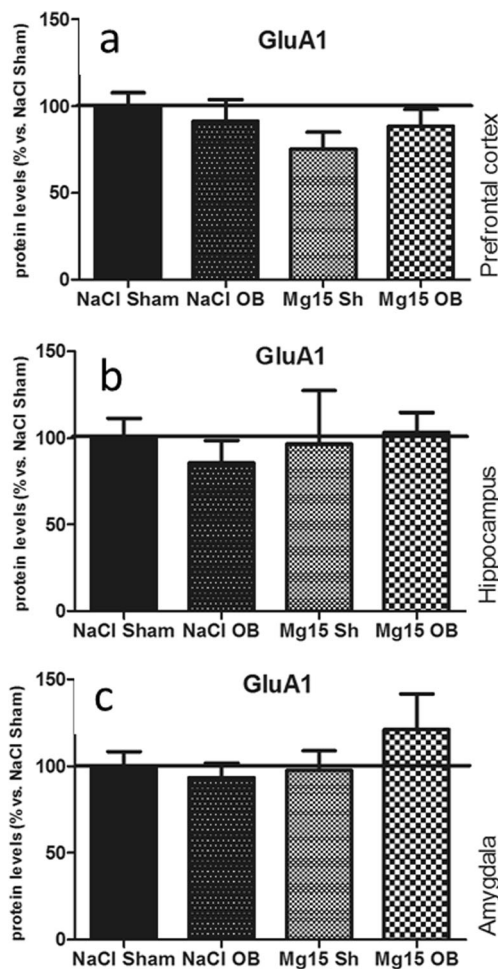 a
GluA1
protein levels (% vs. NaCl Sham)
150
100
50
0
NaCl Sham NaCl OB Mg15 Sh Mg15 OB
Prefrontal cortex
b
GluA1
protein levels (% vs. NaCl Sham)
150
100
50
0
NaCl Sham NaCl OB Mg15 Sh Mg15 OB
Hippocampus
c
GluA1
protein levels (% vs. NaCl Sham)
150
100
50
0
NaCl Sham NaCl OB Mg15 Sh Mg15 OB
Amygdala